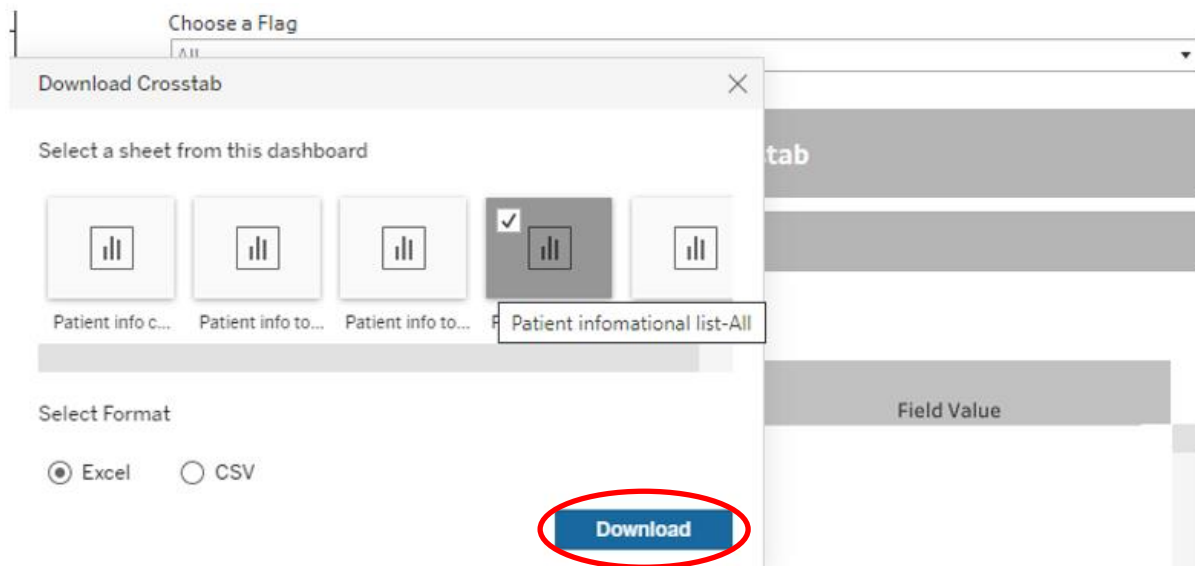 Choose a Flag
All
Download Crosstab
Select a sheet from this dashboard
stab
Patient info c...
Patient info to...
Patient info to...
Patient infomational list-All
Select Format
Field Value
Excel
CSV
Download